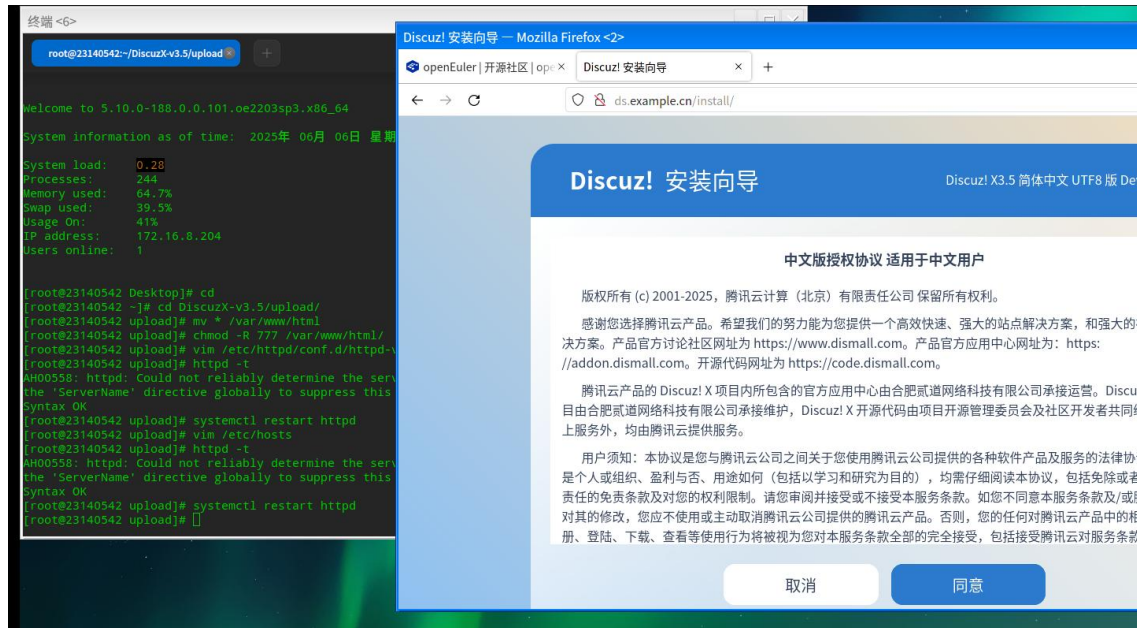 终端 <6>
root@23140542:~/DiscuzX-v3.5/upload
Welcome to 5.10.0-188.0.0.101.oe2203sp3.x86_64
System information as of time: 2025年 06月 06日 星期
System load: 0.28
Processes: 244
Memory used: 64.7%
Swap used: 39.5%
Usage On: 41%
IP address: 172.16.8.204
Users online: 1
[root@23140542 Desktop]# cd
[root@23140542 ~]# cd DiscuzX-v3.5/upload/
[root@23140542 upload]# mv * /var/www/html
[root@23140542 upload]# chmod -R 777 /var/www/html/
[root@23140542 upload]# vim /etc/httpd/conf.d/httpd-v
[root@23140542 upload]# httpd -t
AH00558: httpd: Could not reliably determine the serv
the 'ServerName' directive globally to suppress this
Syntax OK
[root@23140542 upload]# systemctl restart httpd
[root@23140542 upload]# vim /etc/hosts
[root@23140542 upload]# httpd -t
AH00558: httpd: Could not reliably determine the serv
the 'ServerName' directive globally to suppress this
Syntax OK
[root@23140542 upload]# systemctl restart httpd
[root@23140542 upload]#
Discuz! 安装向导 — Mozilla Firefox <2>
openEuler | 开源社区 | ope
Discuz! 安装向导
ds.example.cn/install/
Discuz! 安装向导
Discuz! X3.5 简体中文 UTF8 版 De
中文版授权协议 适用于中文用户
版权所有 (c) 2001-2025，腾讯云计算（北京）有限责任公司 保留所有权利。
感谢您选择腾讯云产品。希望我们的努力能为您提供一个高效快速、强大的站点解决方案，和强大的
决方案。产品官方讨论社区网址为 https://www.dismall.com。产品官方应用中心网址为：https:
//addon.dismall.com。开源代码网址为 https://code.dismall.com。
腾讯云产品的 Discuz! X 项目内所包含的官方应用中心由合肥贰道网络科技有限公司承接运营。Discu
目由合肥贰道网络科技有限公司承接维护，Discuz! X 开源代码由项目开源管理委员会及社区开发者共同
上服务外，均由腾讯云提供服务。
用户须知：本协议是您与腾讯云公司之间关于您使用腾讯云公司提供的各种软件产品及服务的法律协
是个人或组织、盈利与否、用途如何（包括以学习和研究为目的），均需仔细阅读本协议，包括免除或者
责任的免责条款及对您的权利限制。请您审阅并接受或不接受本服务条款。如您不同意本服务条款及/或
对其的修改，您应不使用或主动取消腾讯云公司提供的腾讯云产品。否则，您的任何对腾讯云产品中的相
册、登陆、下载、查看等使用行为将被视为您对本服务条款全部的完全接受，包括接受腾讯云对服务条款
取消
同意